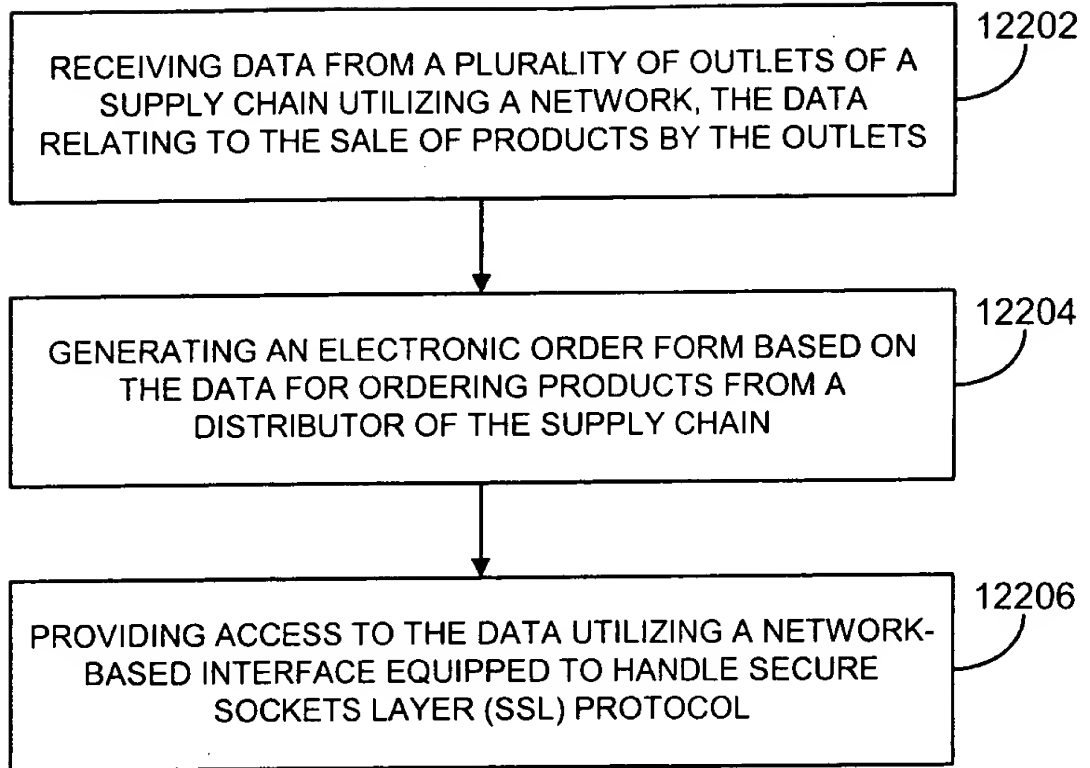 12202
RECEIVING DATA FROM A PLURALITY OF OUTLETS OF A
SUPPLY CHAIN UTILIZING A NETWORK, THE DATA
RELATING TO THE SALE OF PRODUCTS BY THE OUTLETS
12204
GENERATING AN ELECTRONIC ORDER FORM BASED ON
THE DATA FOR ORDERING PRODUCTS FROM A
DISTRIBUTOR OF THE SUPPLY CHAIN
12206
PROVIDING ACCESS TO THE DATA UTILIZING A NETWORK-
BASED INTERFACE EQUIPPED TO HANDLE SECURE
SOCKETS LAYER (SSL) PROTOCOL